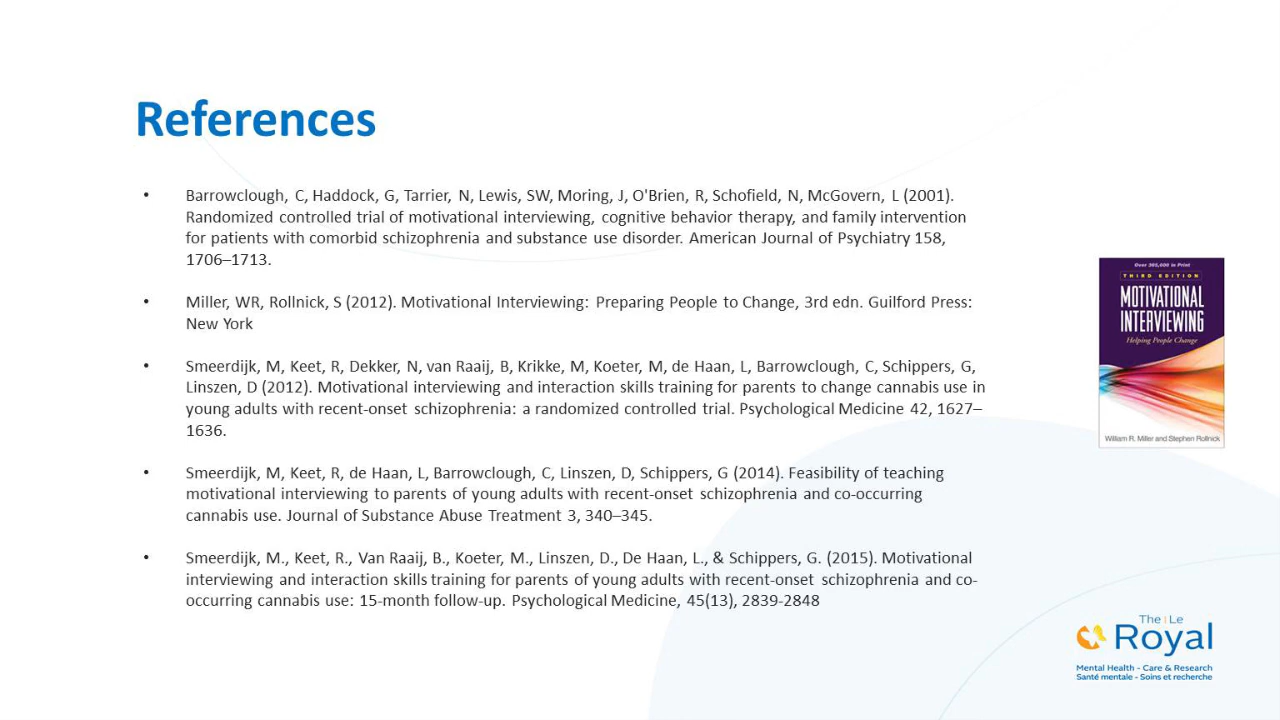 References
• Barrowclough, C, Haddock, G, Tarrier, N, Lewis, SW, Moring, J, O'Brien, R, Schofield, N, McGovern, L (2001).
Randomized controlled trial of motivational interviewing, cognitive behavior therapy, and family intervention
for patients with comorbid schizophrenia and substance use disorder. American Journal of Psychiatry 158,
1706–1713.
• Miller, WR, Rollnick, S (2012). Motivational Interviewing: Preparing People to Change, 3rd edn. Guilford Press:
New York
• Smeerdijk, M, Keet, R, Dekker, N, van Raaij, B, Krikke, M, Koeter, M, de Haan, L, Barrowclough, C, Schippers, G,
Linszen, D (2012). Motivational interviewing and interaction skills training for parents to change cannabis use in
young adults with recent-onset schizophrenia: a randomized controlled trial. Psychological Medicine 42, 1627–
1636.
• Smeerdijk, M, Keet, R, de Haan, L, Barrowclough, C, Linszen, D, Schippers, G (2014). Feasibility of teaching
motivational interviewing to parents of young adults with recent-onset schizophrenia and co-occurring
cannabis use. Journal of Substance Abuse Treatment 3, 340–345.
• Smeerdijk, M., Keet, R., Van Raaij, B., Koeter, M., Linszen, D., De Haan, L., & Schippers, G. (2015). Motivational
interviewing and interaction skills training for parents of young adults with recent-onset schizophrenia and co-
occurring cannabis use: 15-month follow-up. Psychological Medicine, 45(13), 2839-2848
Over 300,000 in Print
THIRD EDITION
MOTIVATIONAL
INTERVIEWING
Helping People Change
William R. Miller and Stephen Rollnick
The | Le
Royal
Mental Health - Care & Research
Santé mentale - Soins et recherche